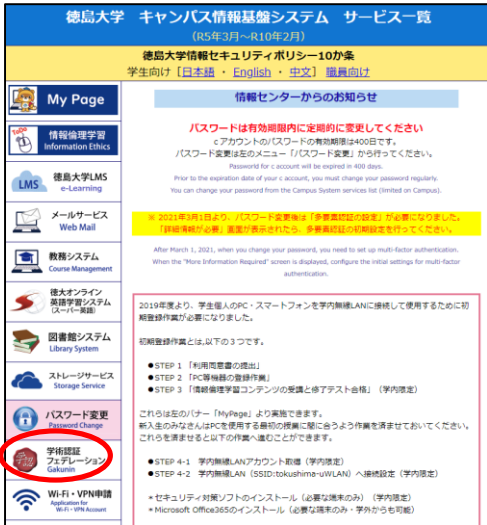 徳島大学 キャンパス情報基盤システム サービス一覧
(R5年3月~R10年2月)
徳島大学情報セキュリティポリシー10か条
学生向け [日本語 ・ English ・ 中文] 職員向け
My Page
情報倫理学習
Information Ethics
LMS
徳島大学LMS
e-Learning
メールサービス
Web Mail
教務システム
Course Management
徳大オンライン
英語学習システム
(スーパー英語)
図書館システム
Library System
ストレージサービス
Storage Service
パスワード変更
Password Change
学術認証
フェデレーション
Gakunin
Wi-Fi・VPN申請
Application for
Wi-Fi・VPN Account
情報センターからのお知らせ
パスワードは有効期限内に定期的に変更してください
cアカウントのパスワードの有効期限は400日です。
パスワード変更は左のメニュー「パスワード変更」から行ってください。
Password for c account will be expired in 400 days.
Prior to the expiration date of your c account, you must change your password regularly.
You can change your password from the Campus System services list (limited on Campus).
※ 2021年3月1日より、パスワード変更後は「多要素認証の設定」が必要になりました。
「詳細情報が必要」画面が表示されたら、多要素認証の初期設定を行ってください。
After March 1, 2021, when you change your password, you need to set up multi-factor authentication.
When the "More Information Required" screen is displayed, configure the initial settings for multi-factor
authentication.
2019年度より、学生個人のPC・スマートフォンを学内無線LANに接続して使用するために初
期登録作業が必要になりました。
初期登録作業とは、以下の3つです。
●STEP 1 「利用同意書の提出」
●STEP 2 「PC等機器の登録作業」
●STEP 3 「情報倫理学習コンテンツの受講と修了テスト合格」 (学内限定)
これらは左のバナー「MyPage」より実施できます。
新入生のみなさんはPCを使用する最初の授業に間に合うよう作業を済ませておいてください。
これらを済ませると以下の作業へ進むことができます。
●STEP 4-1 学内無線LANアカウント取得 (学内限定)
●STEP 4-2 学内無線LAN (SSID:tokushima-uWLAN) へ接続設定 (学内限定)
*セキュリティ対策ソフトのインストール (必要な端末のみ) (学内限定)
*Microsoft Office365のインストール (必要な端末のみ・学外からも可能)